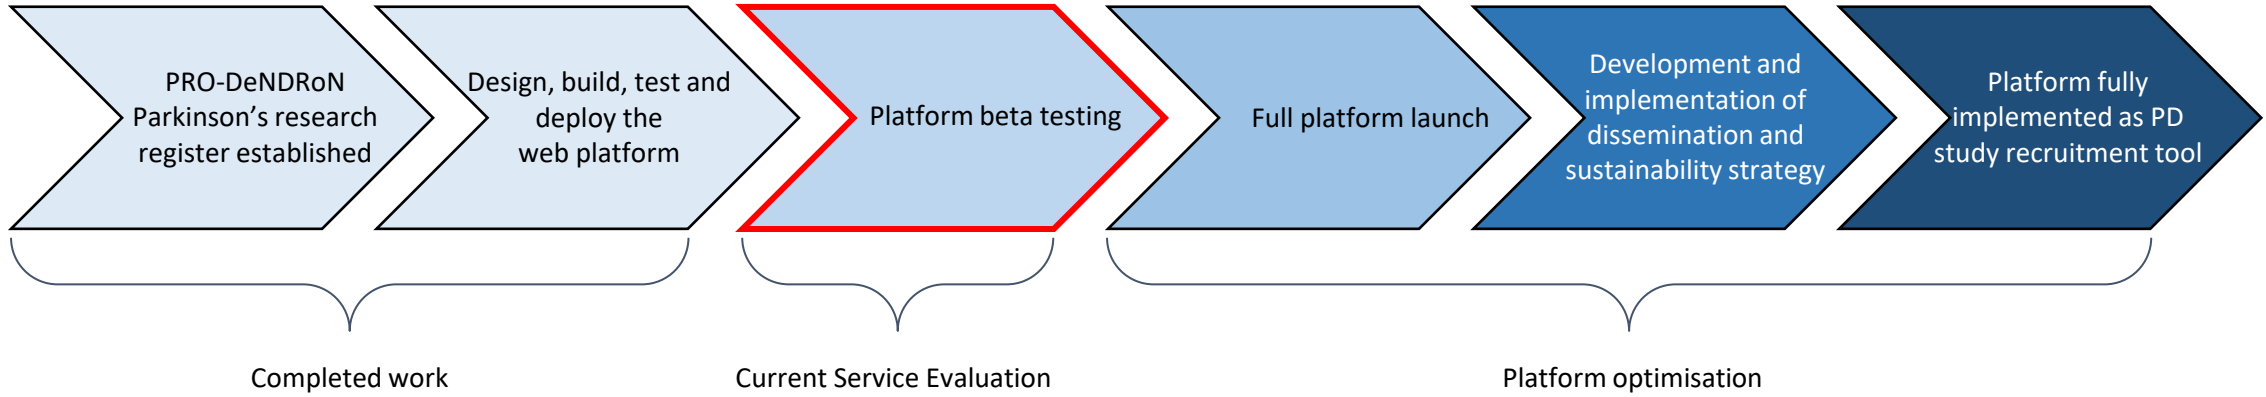 PRO-DeNDRoN
Parkinson’s research
register established
Design, build, test and
deploy the
web platform
Platform beta testing
Full platform launch
Development and
implementation of
dissemination and
sustainability strategy
Platform fully
implemented as PD
study recruitment tool
Completed work
Current Service Evaluation
Platform optimisation